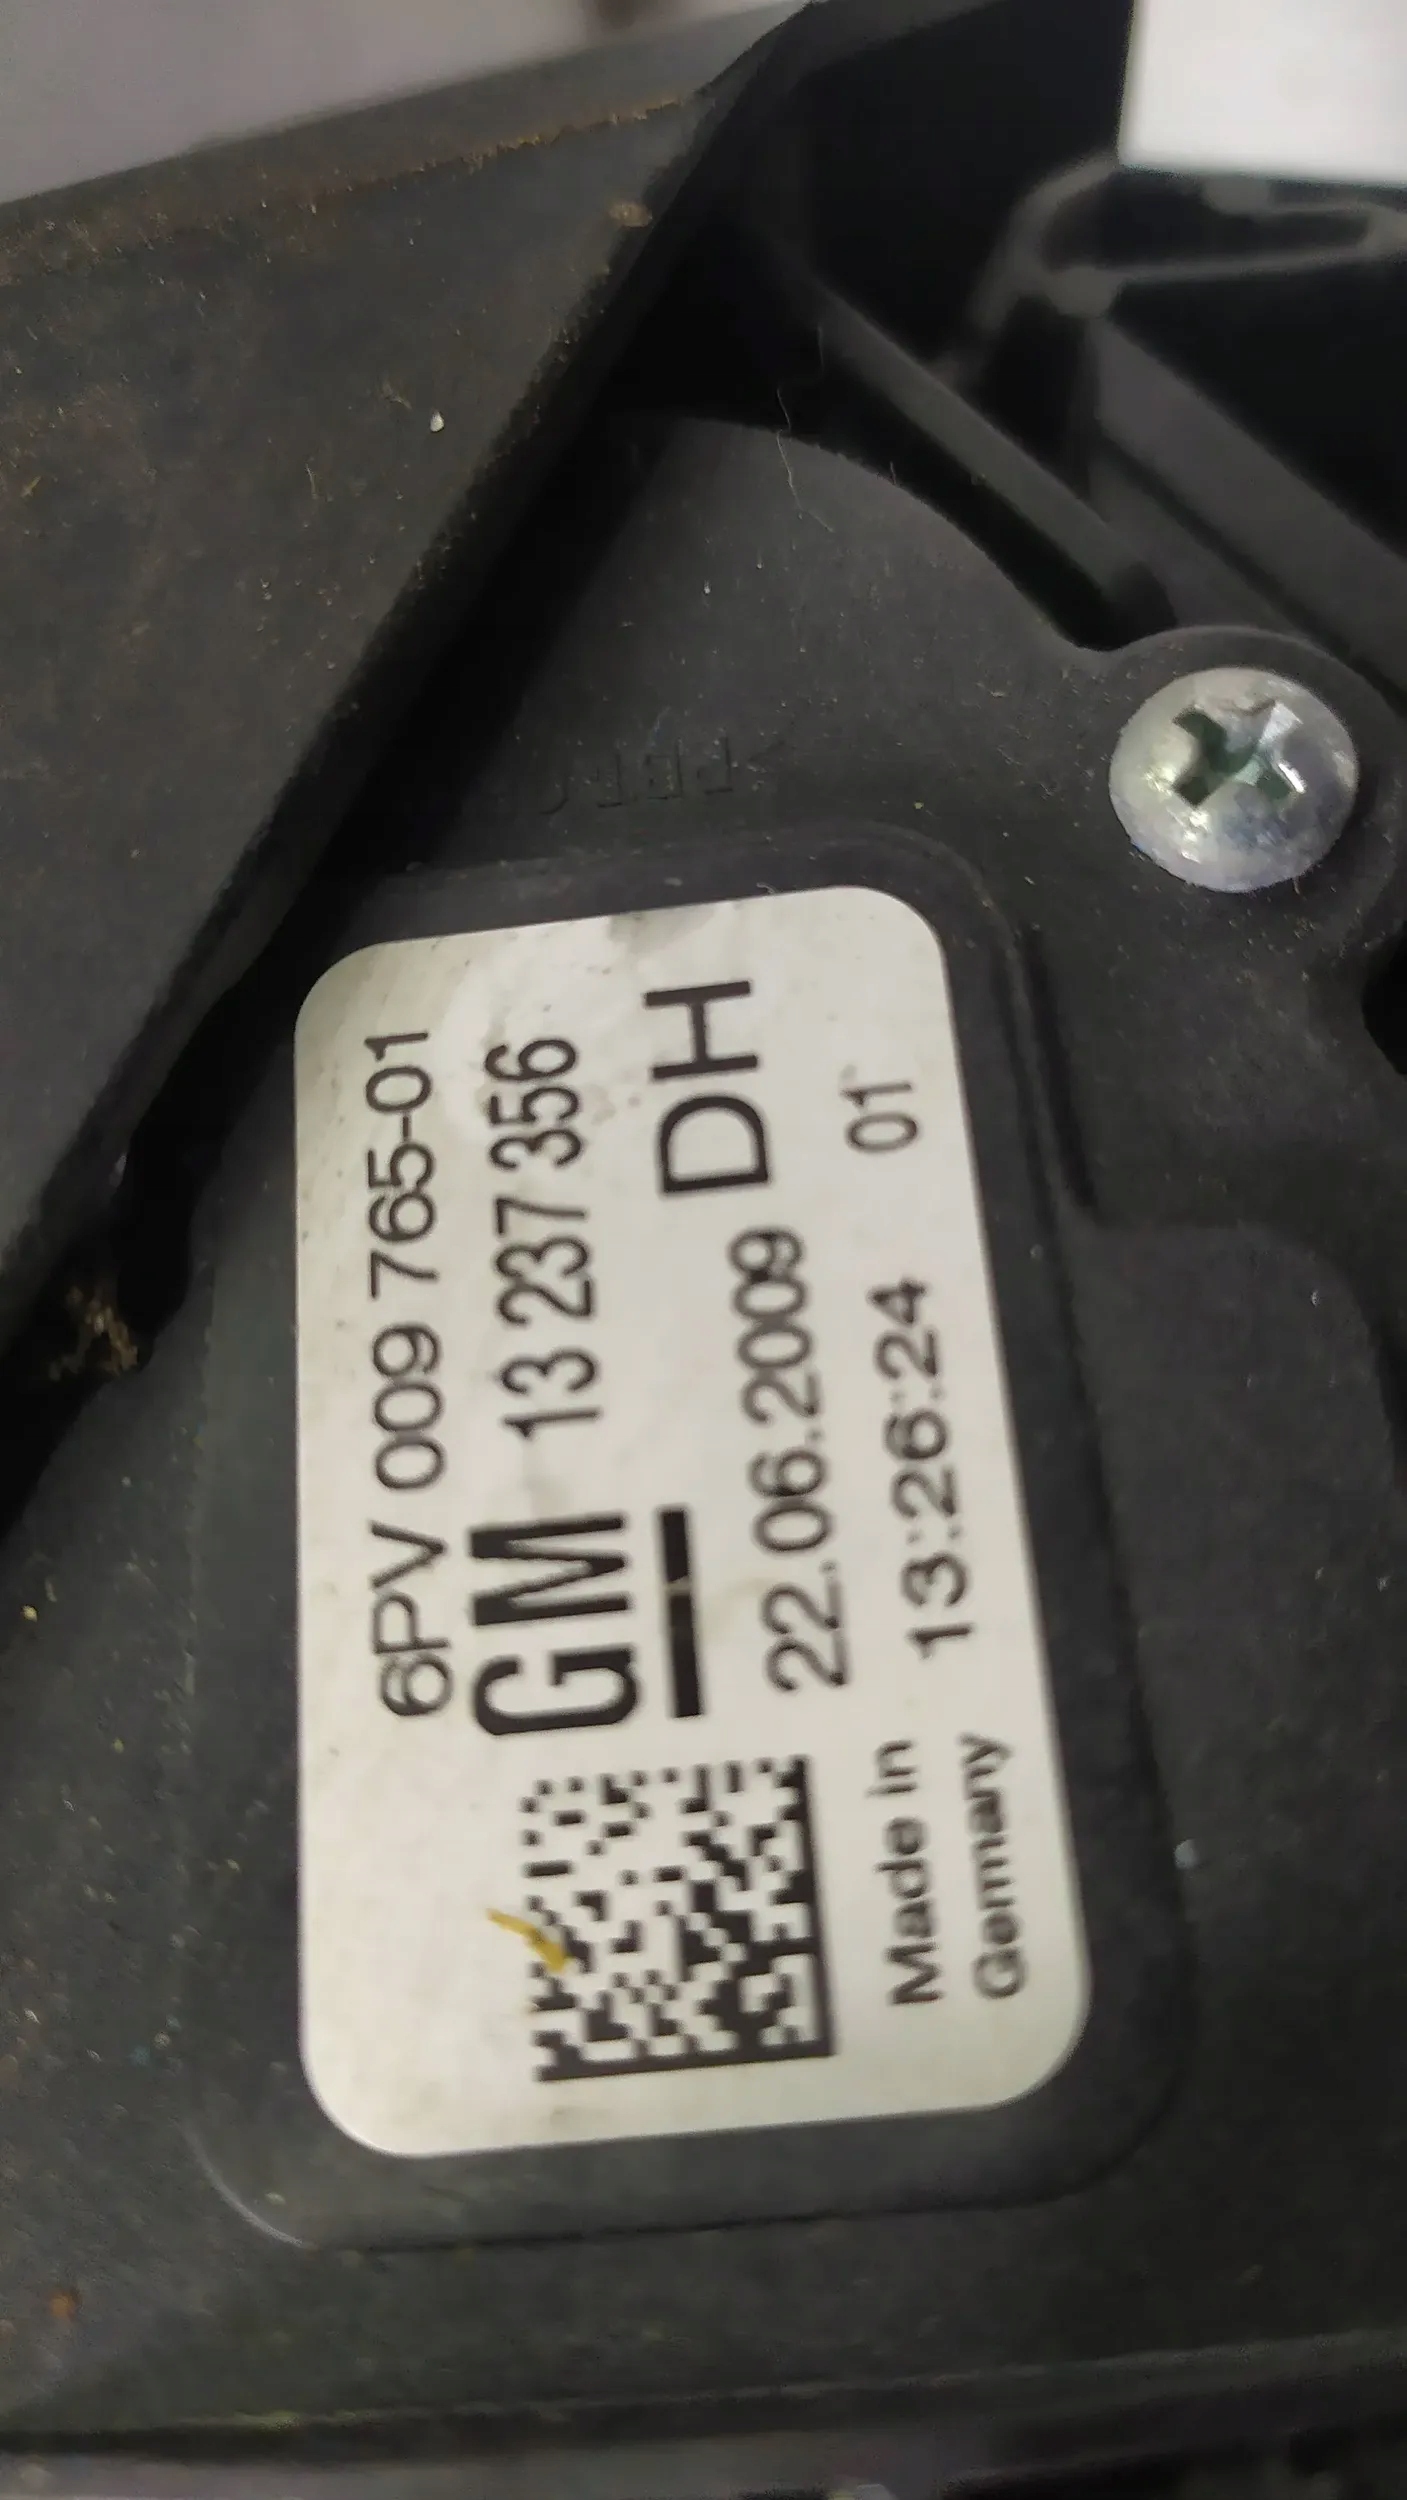 6PV 009 765-01
GM 13 237 356
DH
22.06.2009
13:26:24 01
Made in
Germany